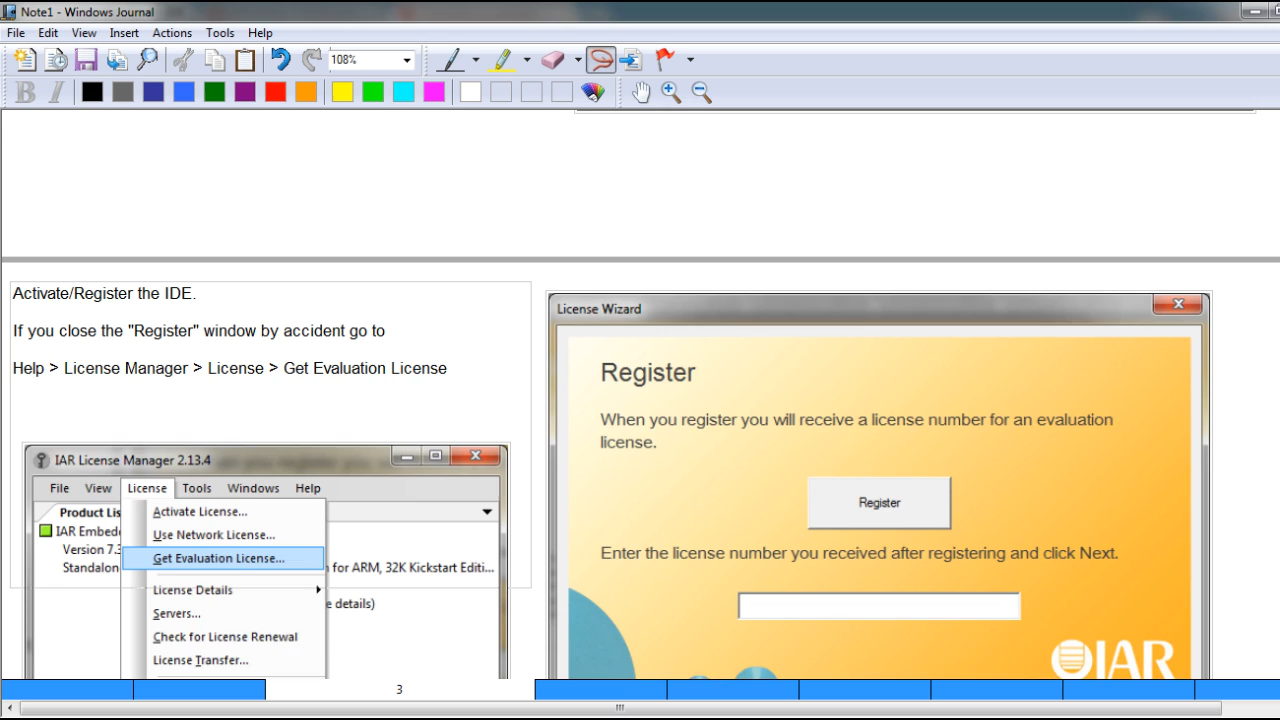 Note1 - Windows Journal
File Edit View Insert Actions Tools Help
108%
B I
Activate/Register the IDE.
If you close the "Register" window by accident go to
Help > License Manager > License > Get Evaluation License
IAR License Manager 2.13.4
File View License Tools Windows Help
Product Lis
Activate License...
IAR Embed
Use Network License...
Version 7.3
Get Evaluation License...
Standalon
n for ARM, 32K Kickstart Editi...
License Details
e details)
Servers...
Check for License Renewal
License Transfer...
License Wizard
Register
When you register you will receive a license number for an evaluation
license.
Register
Enter the license number you received after registering and click Next.
IAR
3